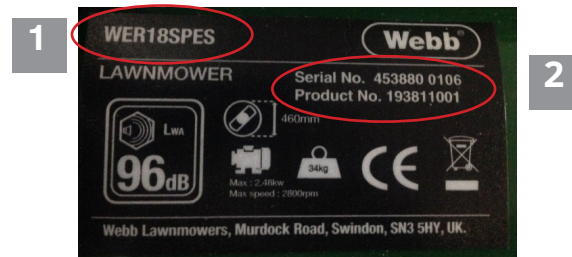 1
WER18SPES
Webb
LAWNMOWER
Serial No. 453880 0106
Product No. 193811001
2
460mm
LWA
96dB
34kg
CE
Max : 2.48kw
Max speed : 2800rpm
Webb Lawnmowers, Murdock Road, Swindon, SN3 5HY, UK.